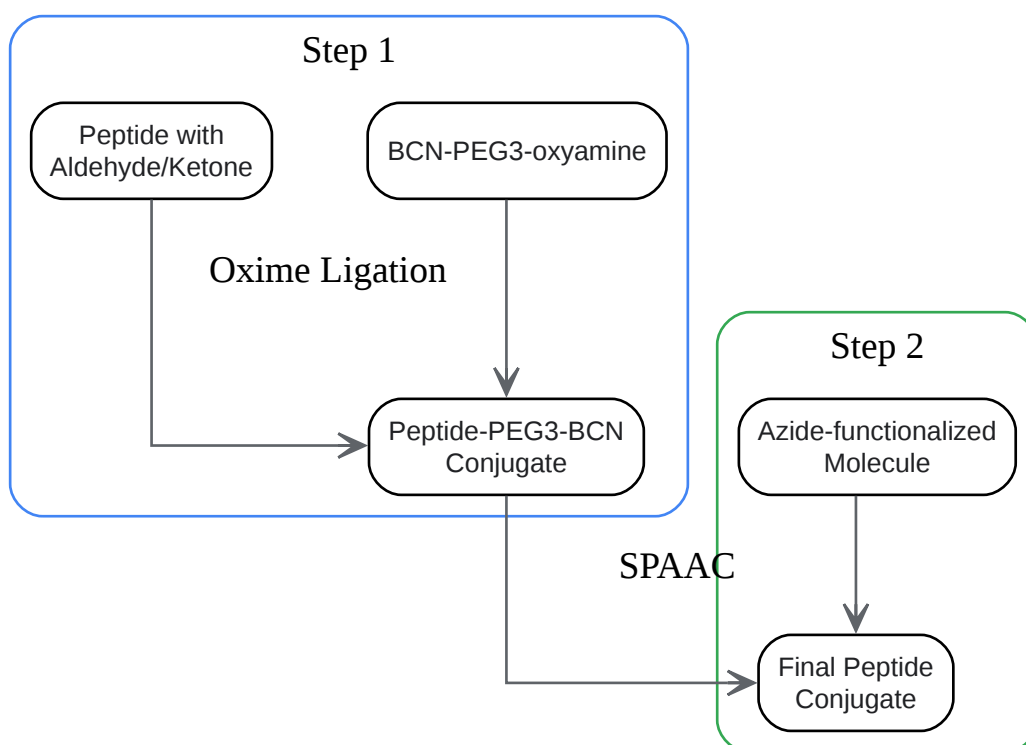 Step 1
Peptide with
Aldehyde/Ketone
BCN-PEG3-oxyamine
Oxime Ligation
Peptide-PEG3-BCN
Conjugate
Step 2
Azide-functionalized
Molecule
SPAAC
Final Peptide
Conjugate